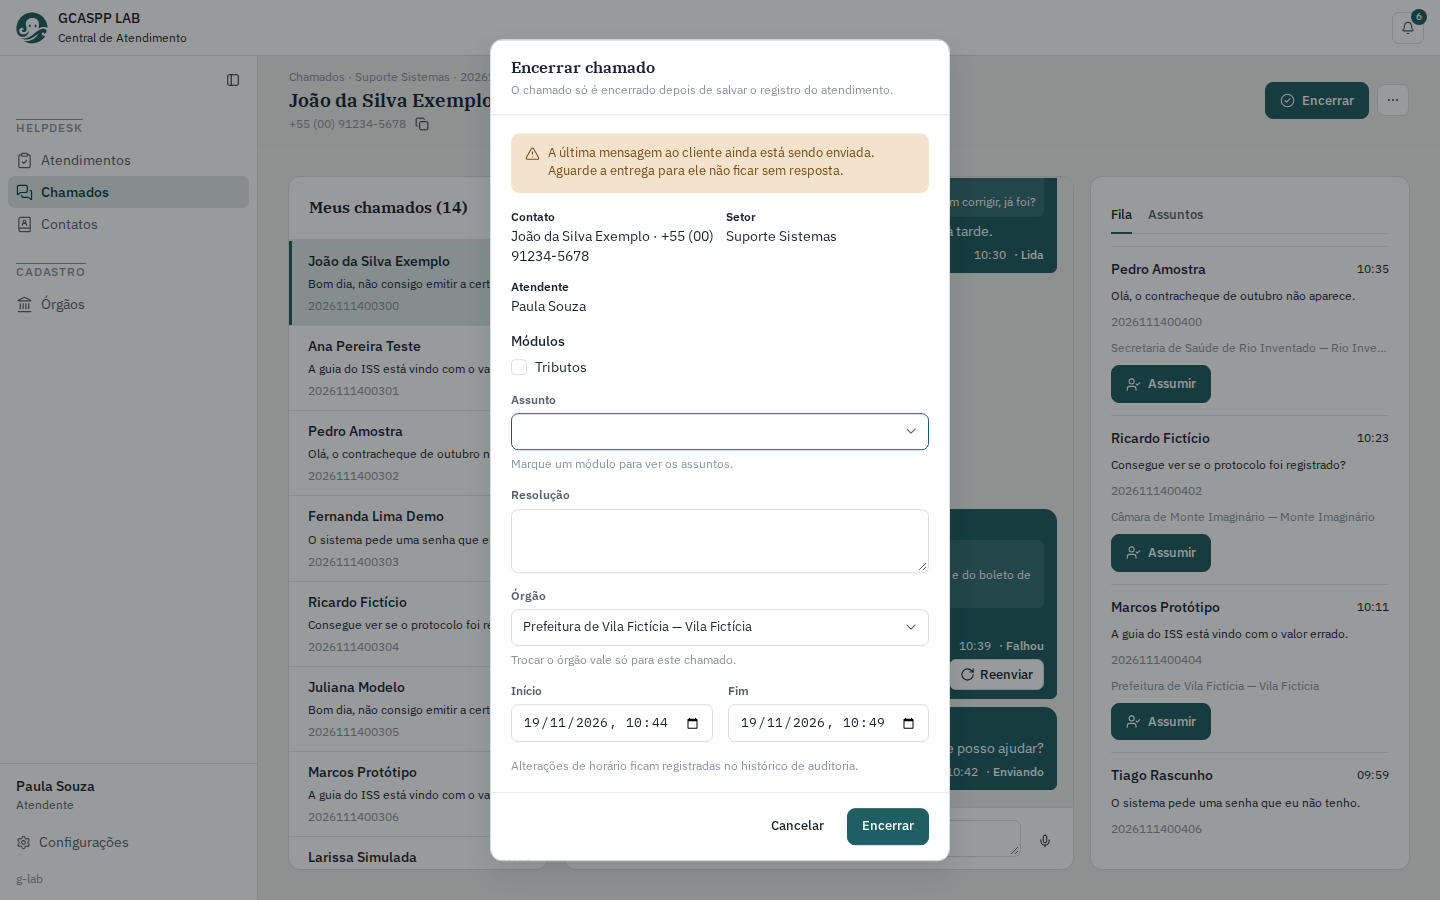 GCASPP LAB
Central de Atendimento
6
HELPDESK
Atendimentos
Chamados
Contatos
CADASTRO
Órgãos
Paula Souza
Atendente
Configurações
g-lab
Chamados · Suporte Sistemas · 2026
João da Silva Exemplo
+55 (00) 91234-5678
Encerrar
Meus chamados (14)
João da Silva Exemplo
Bom dia, não consigo emitir a cert
2026111400300
Ana Pereira Teste
A guia do ISS está vindo com o va
2026111400301
Pedro Amostra
Olá, o contracheque de outubro n
2026111400302
Fernanda Lima Demo
O sistema pede uma senha que e
2026111400303
Ricardo Fictício
Consegue ver se o protocolo foi re
2026111400304
Juliana Modelo
Bom dia, não consigo emitir a cert
2026111400305
Marcos Protótipo
A guia do ISS está vindo com o va
2026111400306
Larissa Simulada
Encerrar chamado
O chamado só é encerrado depois de salvar o registro do atendimento.
A última mensagem ao cliente ainda está sendo enviada.
Aguarde a entrega para ele não ficar sem resposta.
Contato
João da Silva Exemplo · +55 (00)
91234-5678
Setor
Suporte Sistemas
Atendente
Paula Souza
Módulos
Tributos
Assunto
Marque um módulo para ver os assuntos.
Resolução
Órgão
Prefeitura de Vila Fictícia — Vila Fictícia
Trocar o órgão vale só para este chamado.
Início
19/11/2026, 10:44
Fim
19/11/2026, 10:49
Alterações de horário ficam registradas no histórico de auditoria.
Cancelar
Encerrar
m corrigir, já foi?
a tarde.
10:30 · Lida
e do boleto de
10:39 · Falhou
Reenviar
e posso ajudar?
10:42 · Enviando
Fila
Assuntos
Pedro Amostra 10:35
Olá, o contracheque de outubro não aparece.
2026111400400
Secretaria de Saúde de Rio Inventado — Rio Inve...
Assumir
Ricardo Fictício 10:23
Consegue ver se o protocolo foi registrado?
2026111400402
Câmara de Monte Imaginário — Monte Imaginário
Assumir
Marcos Protótipo 10:11
A guia do ISS está vindo com o valor errado.
2026111400404
Prefeitura de Vila Fictícia — Vila Fictícia
Assumir
Tiago Rascunho 09:59
O sistema pede uma senha que eu não tenho.
2026111400406